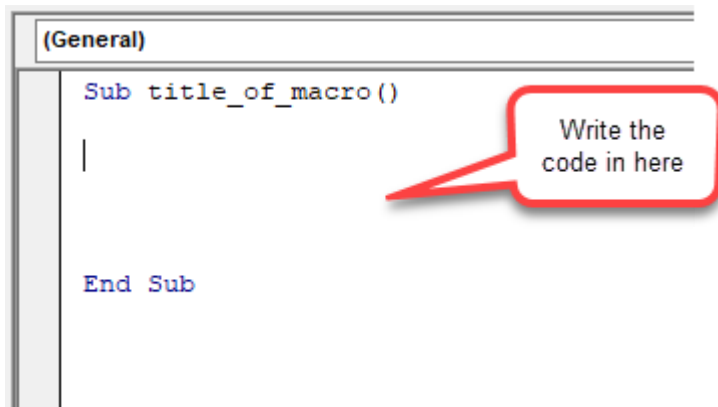 (General)
Sub title_of_macro()
Write the
code in here
End Sub